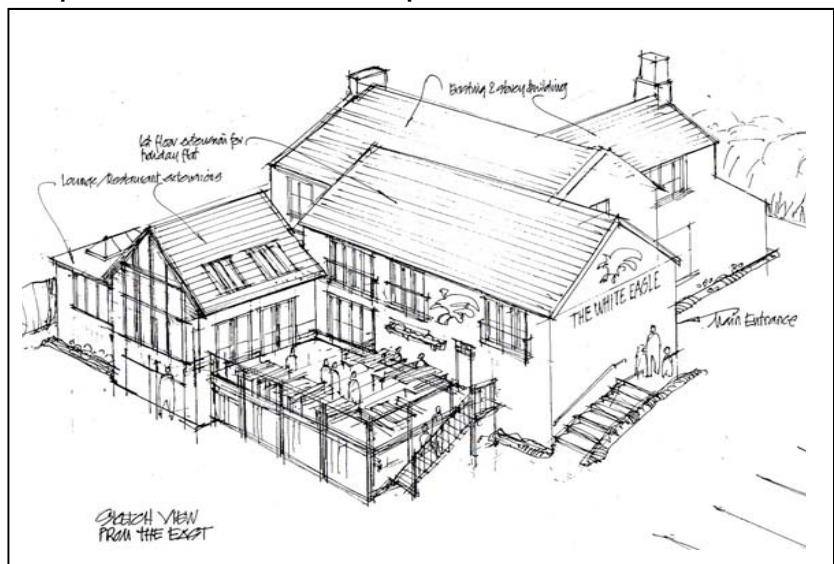 Existing 2 storey building
1st floor extension for
holiday flat
Lounge/Restaurant extensions
THE WHITE EAGLE
Main Entrance
SKETCH VIEW
FROM THE EAST